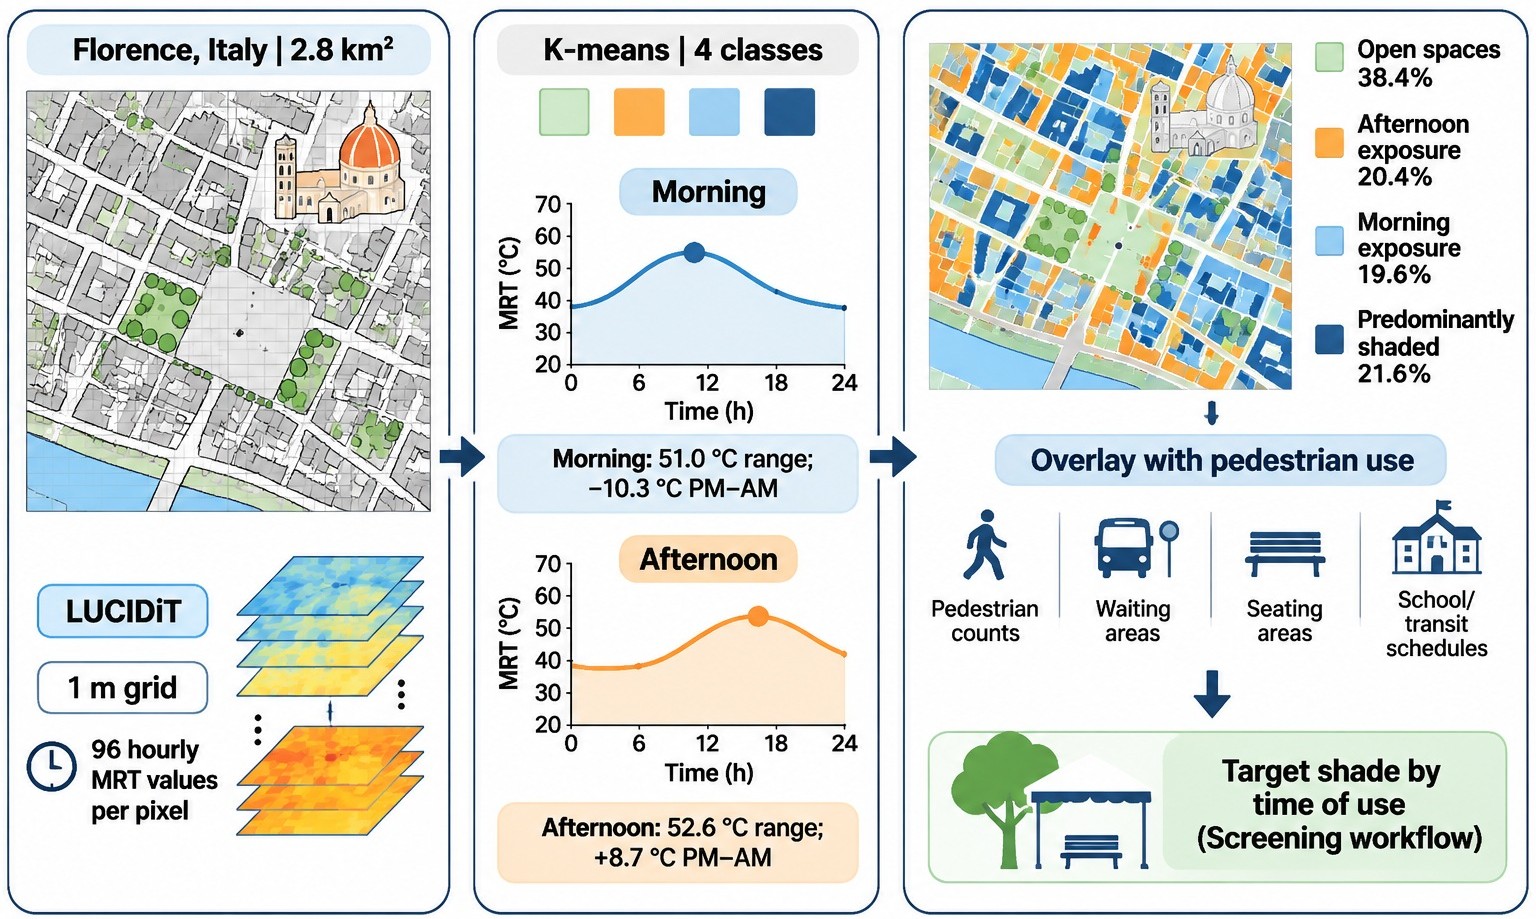 Florence, Italy | 2.8 km²
LUCIDiT
1 m grid
96 hourly
MRT values
per pixel
K-means | 4 classes
Morning
MRT (°C)
70
60
50
40
30
20
0 6 12 18 24
Time (h)
Morning: 51.0 °C range;
−10.3 °C PM–AM
Afternoon
MRT (°C)
70
60
50
40
30
20
0 6 12 18 24
Time (h)
Afternoon: 52.6 °C range;
+8.7 °C PM–AM
Open spaces
38.4%
Afternoon
exposure
20.4%
Morning
exposure
19.6%
Predominantly
shaded
21.6%
Overlay with pedestrian use
Pedestrian
counts
Waiting
areas
Seating
areas
School/
transit
schedules
Target shade by
time of use
(Screening workflow)